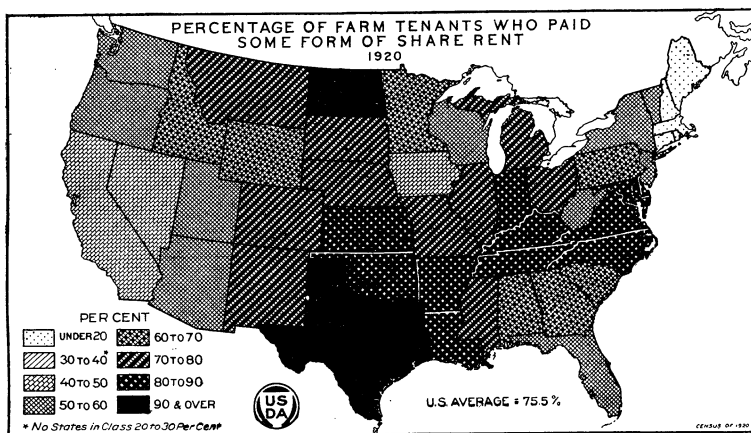 PERCENTAGE OF FARM TENANTS WHO PAID
SOME FORM OF SHARE RENT
1920
PER CENT
UNDER 20
30 TO 40*
40 TO 50
50 TO 60
60 TO 70
70 TO 80
80 TO 90
90 & OVER
* No States in Class 20 to 30 Per Cent
US
DA
U.S. AVERAGE = 75.5%
CENSUS OF 1920